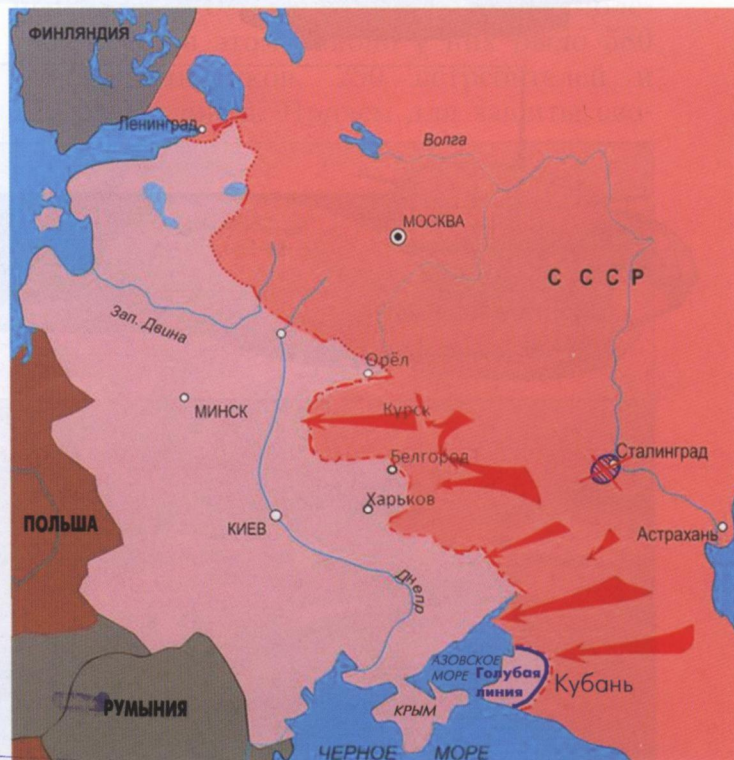 ФИНЛЯНДИЯ
Ленинград
Волга
МОСКВА
С С С Р
Зап. Двина
Орёл
МИНСК
Курск
Белгород
Сталинград
Харьков
ПОЛЬША
КИЕВ
Астрахань
Днепр
АЗОВСКОЕ
МОРЕ
Голубая
линия
Кубань
РУМЫНИЯ
КРЫМ
ЧЕРНОЕ МОРЕ